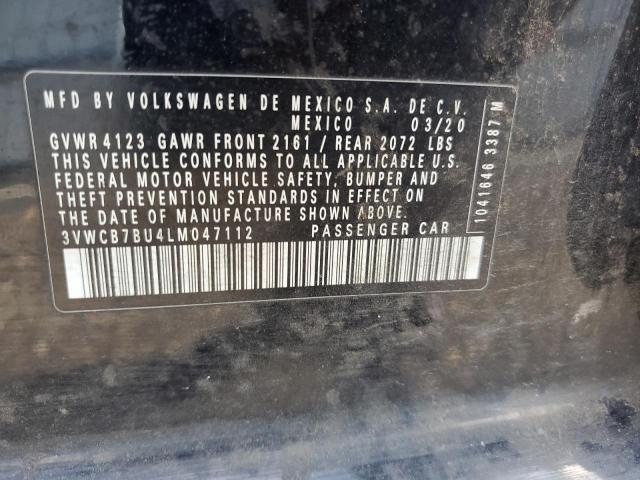 MFD BY VOLKSWAGEN DE MEXICO S.A. DE C.V.
MEXICO 03/20
GVWR 4123 GAWR FRONT 2161 / REAR 2072 LBS
THIS VEHICLE CONFORMS TO ALL APPLICABLE U.S.
FEDERAL MOTOR VEHICLE SAFETY, BUMPER AND
THEFT PREVENTION STANDARDS IN EFFECT ON
THE DATE OF MANUFACTURE SHOWN ABOVE.
3VWCB7BU4LM047112 PASSENGER CAR
1041646 3387 M